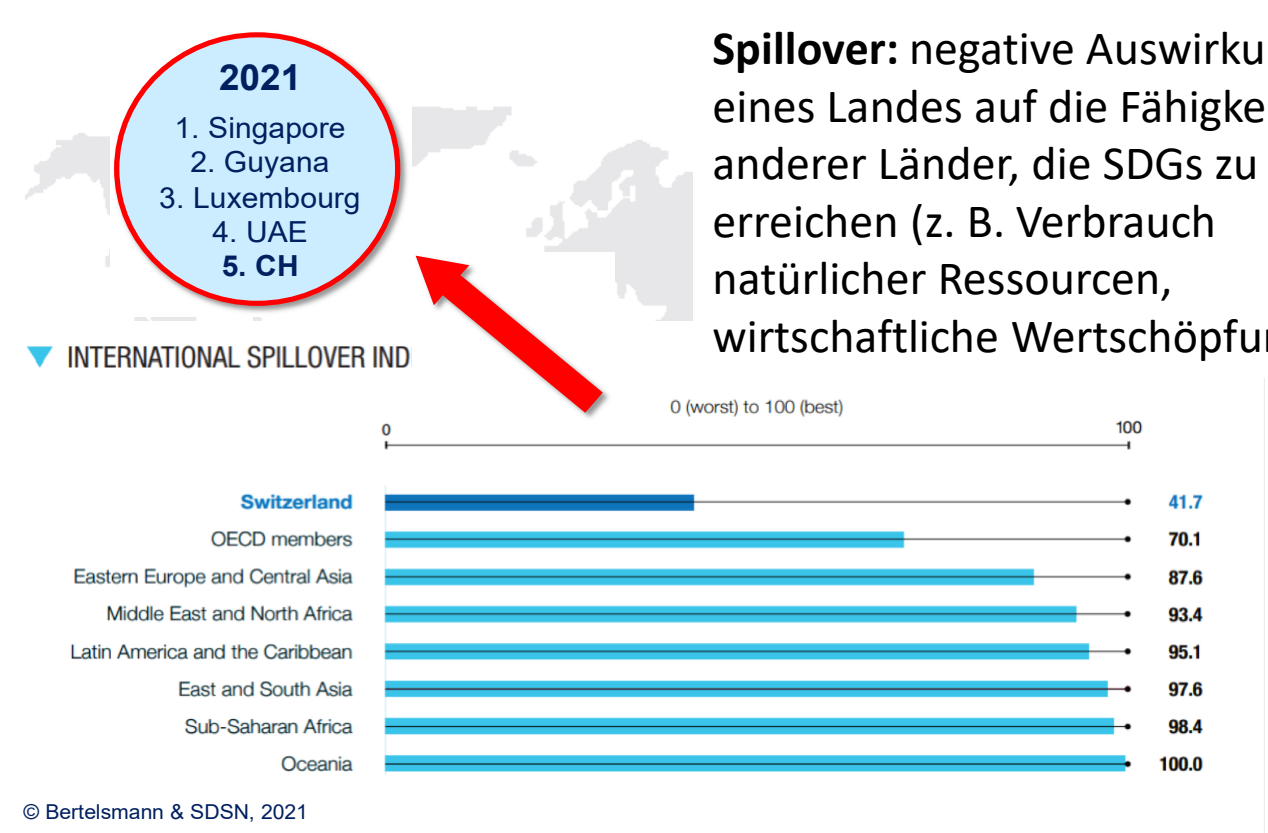 2021
1. Singapore
2. Guyana
3. Luxembourg
4. UAE
5. CH
Spillover: negative Auswirku
eines Landes auf die Fähigke
anderer Länder, die SDGs zu
erreichen (z. B. Verbrauch
natürlicher Ressourcen,
wirtschaftliche Wertschöpfu
▼ INTERNATIONAL SPILLOVER IND
0 (worst) to 100 (best)
0 100
Switzerland 41.7
OECD members 70.1
Eastern Europe and Central Asia 87.6
Middle East and North Africa 93.4
Latin America and the Caribbean 95.1
East and South Asia 97.6
Sub-Saharan Africa 98.4
Oceania 100.0
© Bertelsmann & SDSN, 2021